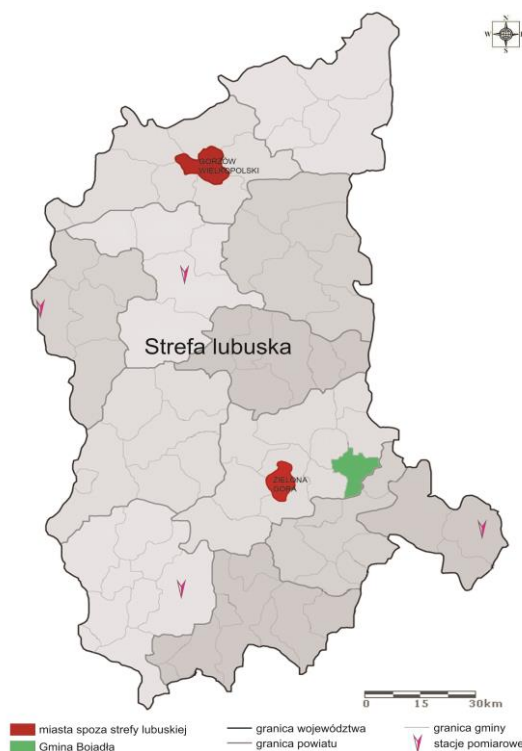 N
W
S
GORZÓW
WIELKOPOLSKI
Strefa lubuska
ZIELONA
GÓRA
0 15 30km
miasta spoza strefy lubuskiej
granica województwa
granica gminy
Gmina Bojadła
granica powiatu
stacje pomiarowe